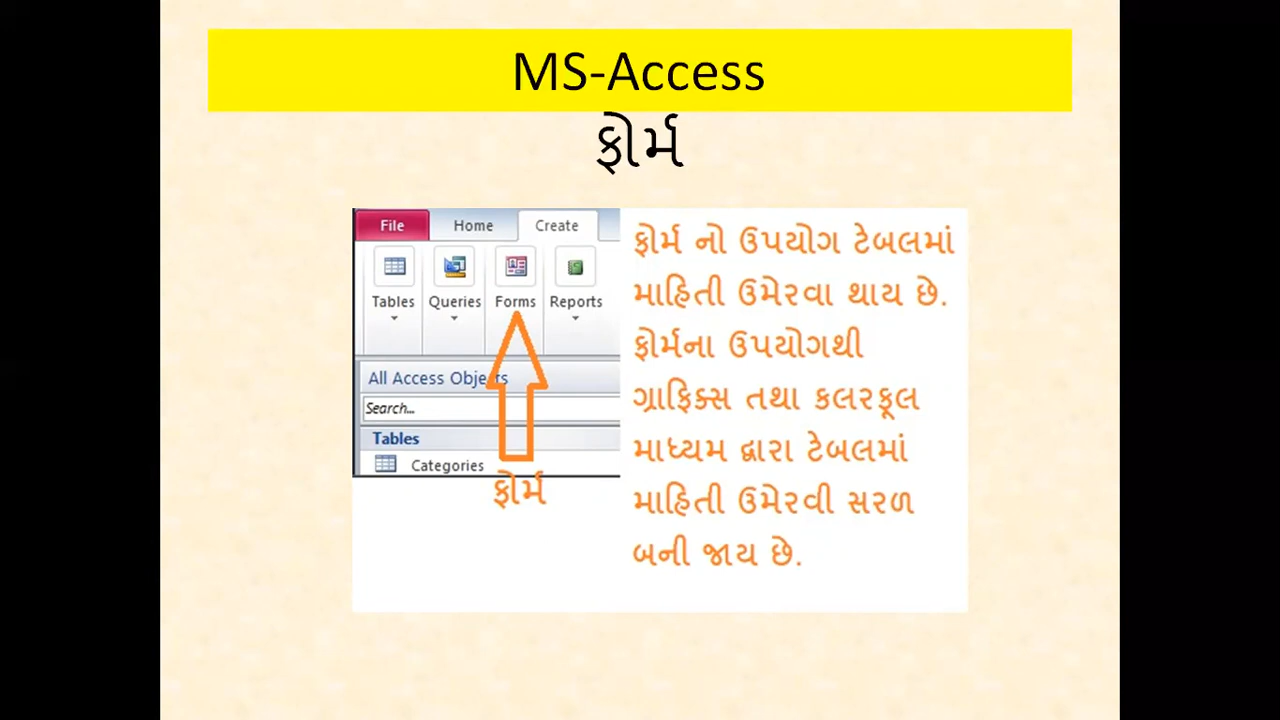 MS-Access
ફોર્મ
File Home Create
Tables Queries Forms Reports
All Access Objects
Search...
Tables
Categories
ફોર્મ
ફોર્મ નો ઉપયોગ ટેબલમાં
માહિતી ઉમેરવા થાય છે.
ફોર્મના ઉપયોગથી
ગ્રાફિક્સ તથા કલરફૂલ
માધ્યમ દ્વારા ટેબલમાં
માહિતી ઉમેરવી સરળ
બની જાય છે.